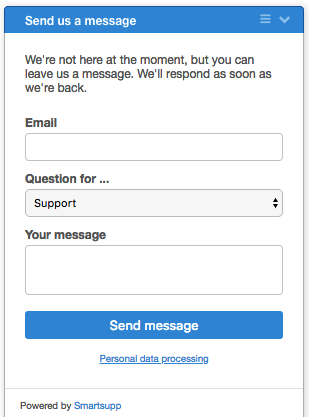 Send us a message
We're not here at the moment, but you can
leave us a message. We'll respond as soon as
we're back.
Email
Question for ...
Support
Your message
Send message
Personal data processing
Powered by Smartsupp